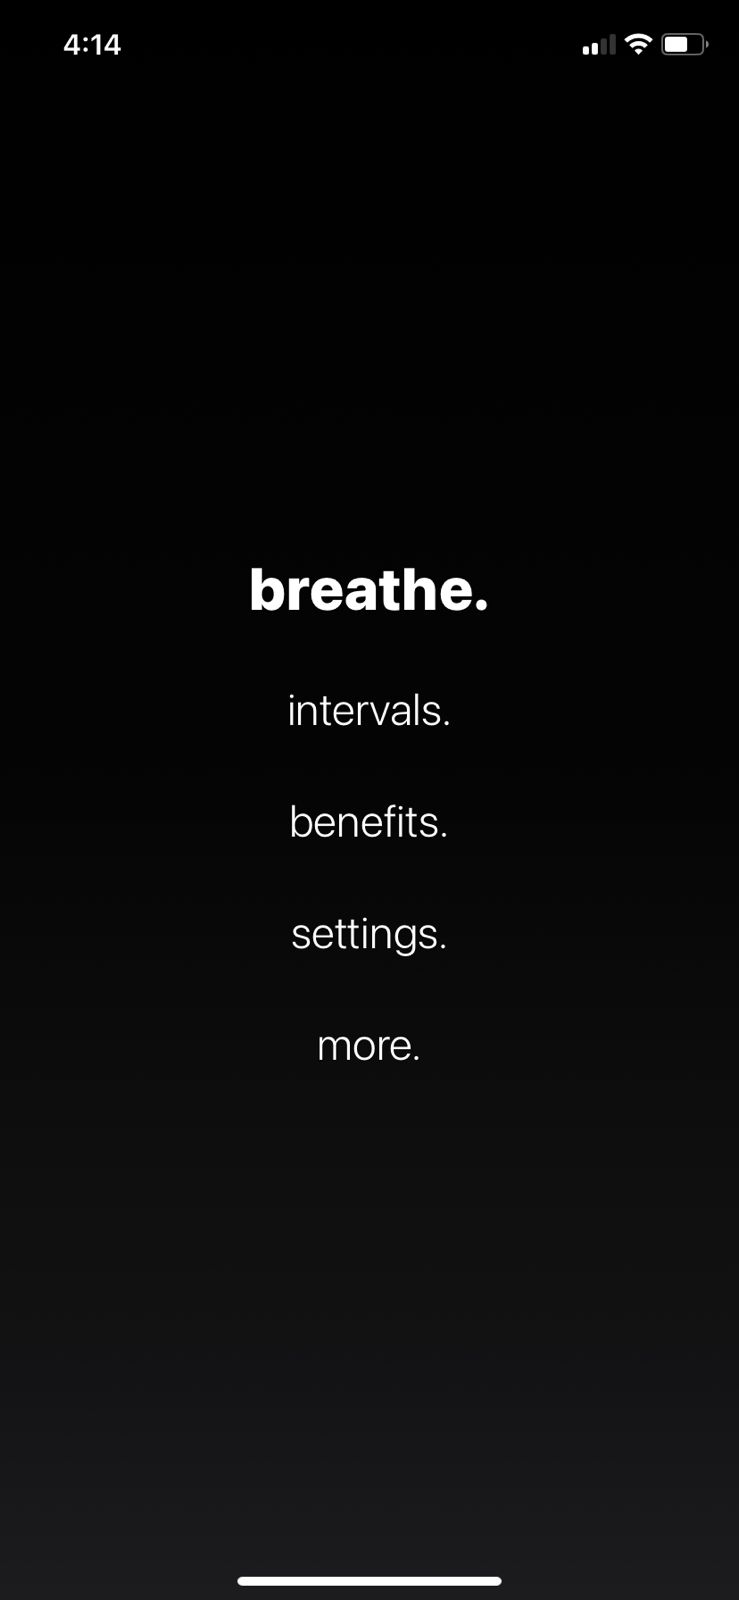 4:14
breathe.
intervals.
benefits.
settings.
more.